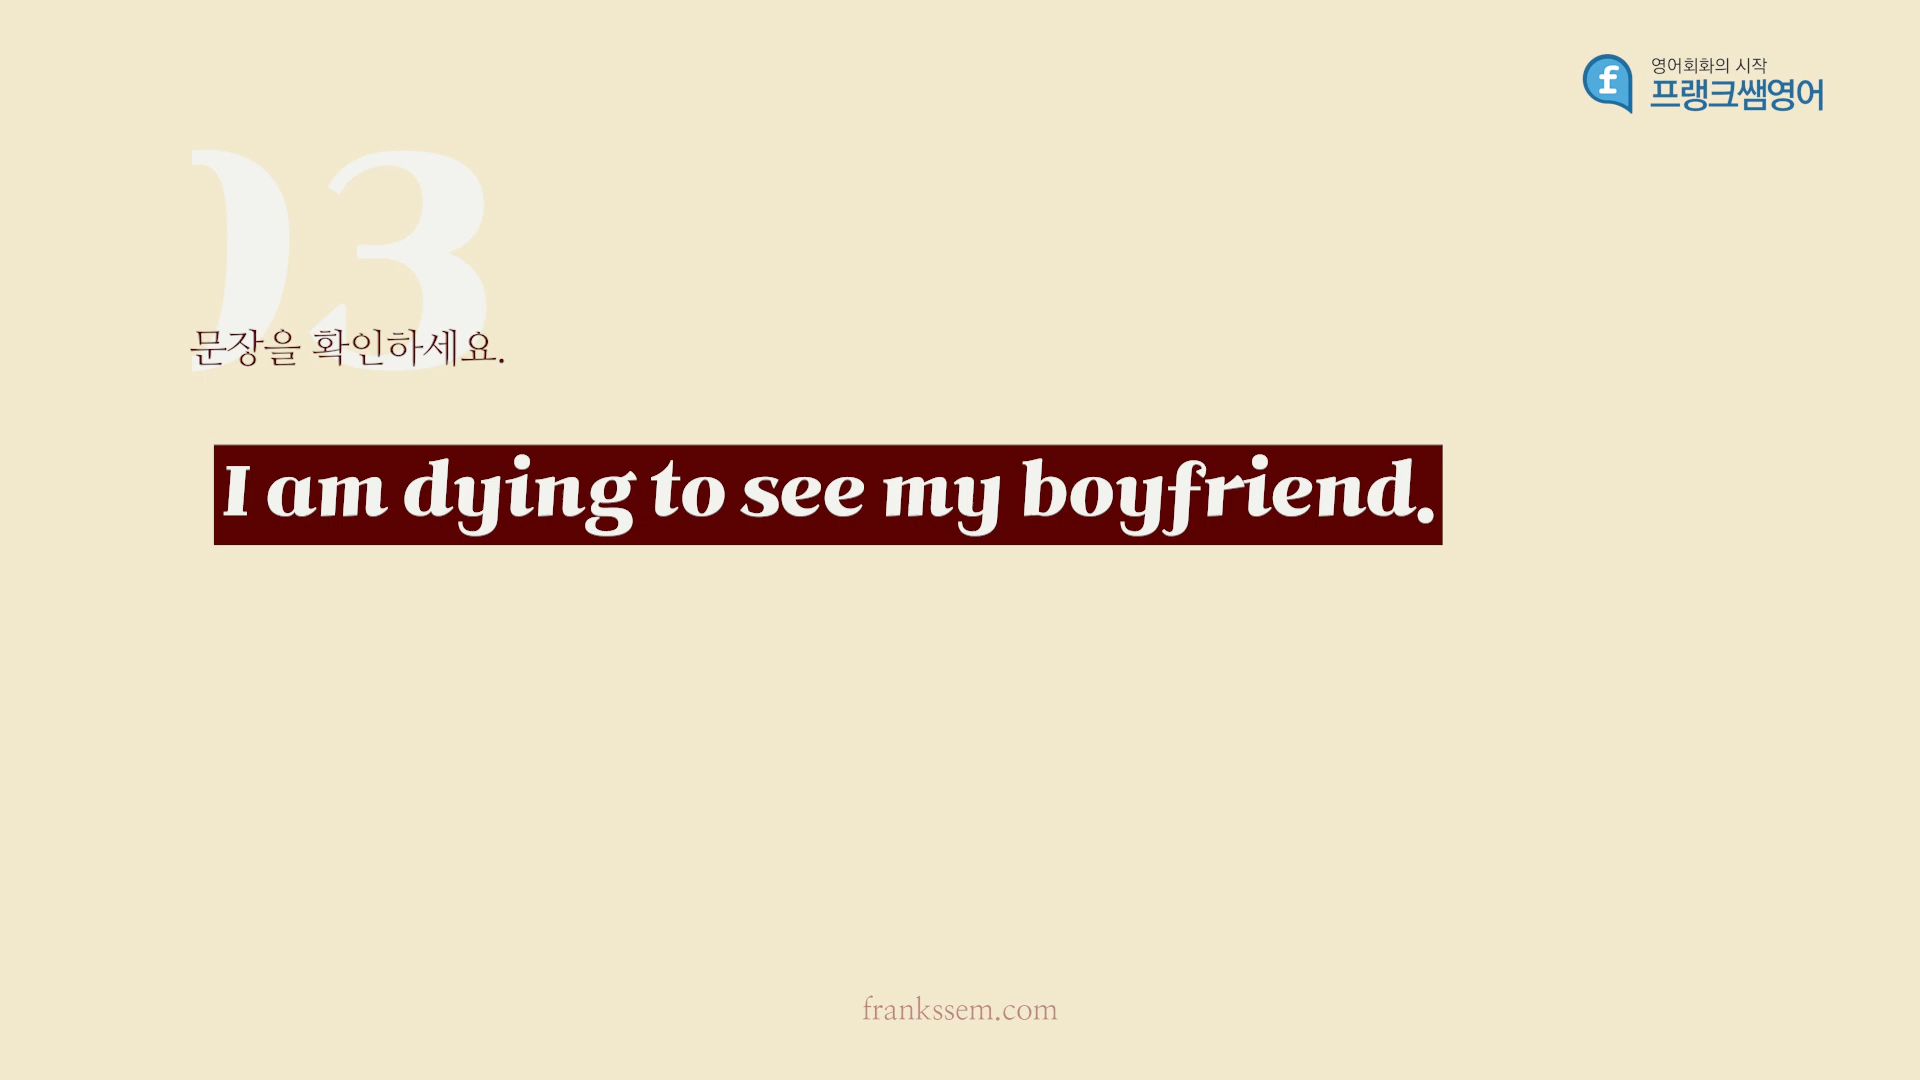 영어회화의 시작
프랭크쌤영어
03
문장을 확인하세요.
I am dying to see my boyfriend.
frankssem.com